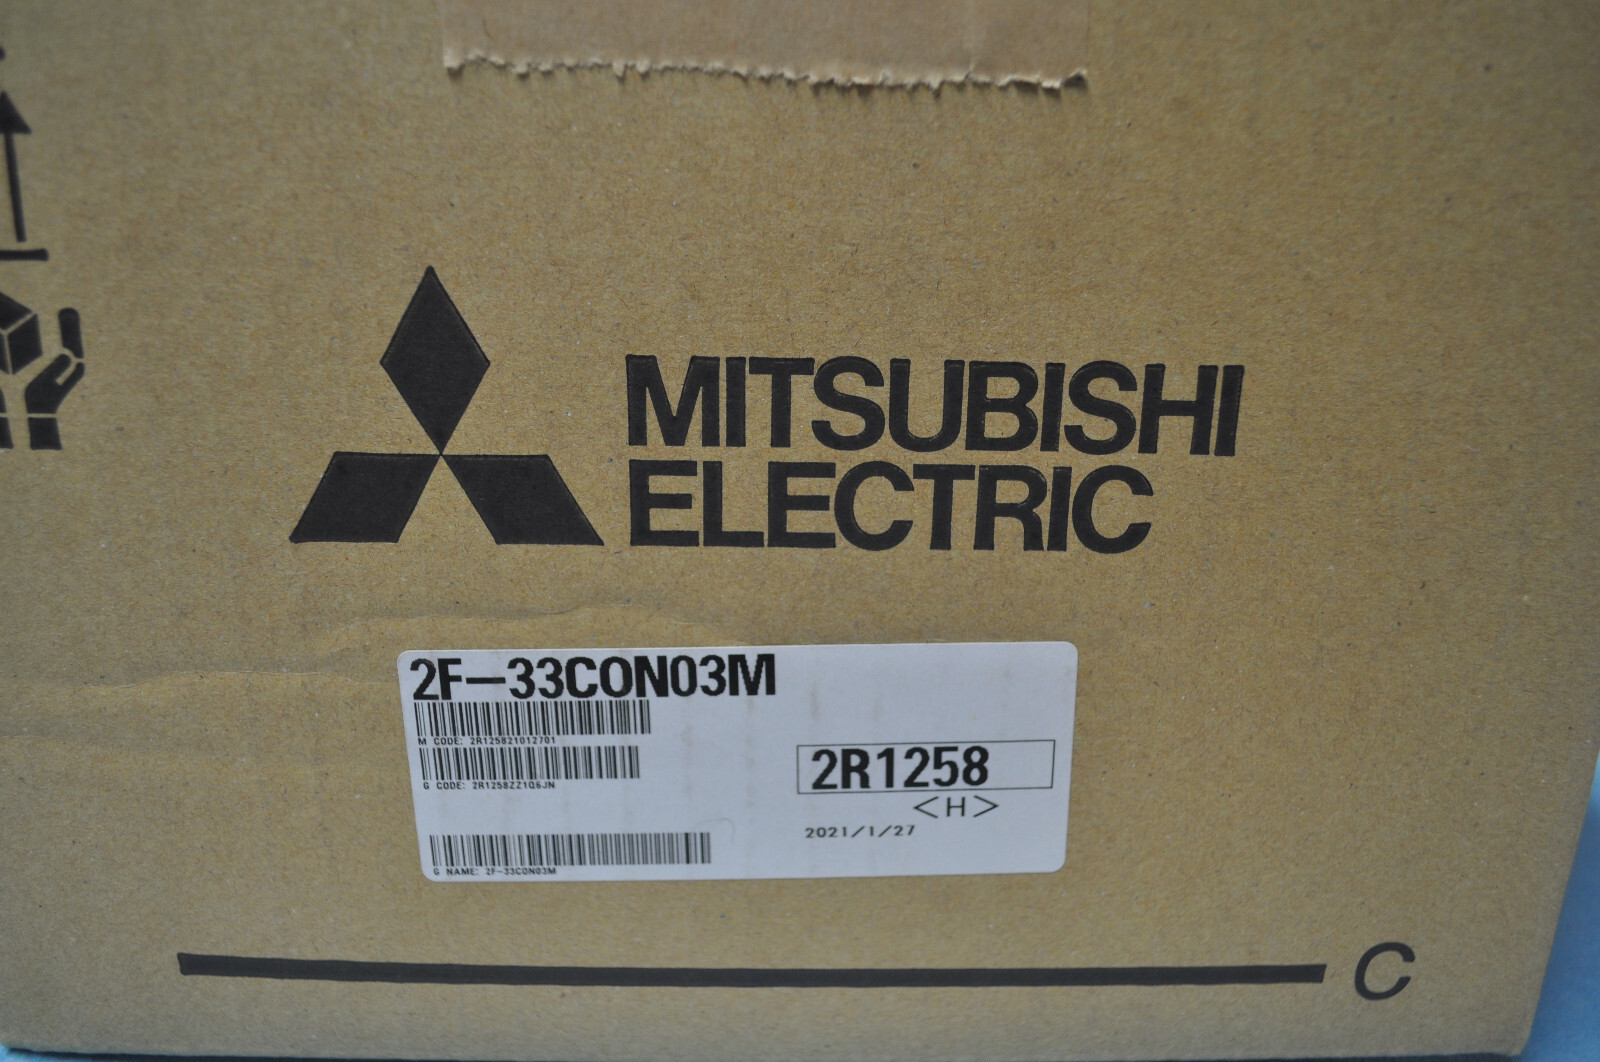 MITSUBISHI
ELECTRIC
2F-33CON03M
M CODE: 2R125821012701
G CODE: 2R1258ZZ1Q6JN
2R1258
<H>
2021/1/27
G NAME: 2F-33CON03M
C